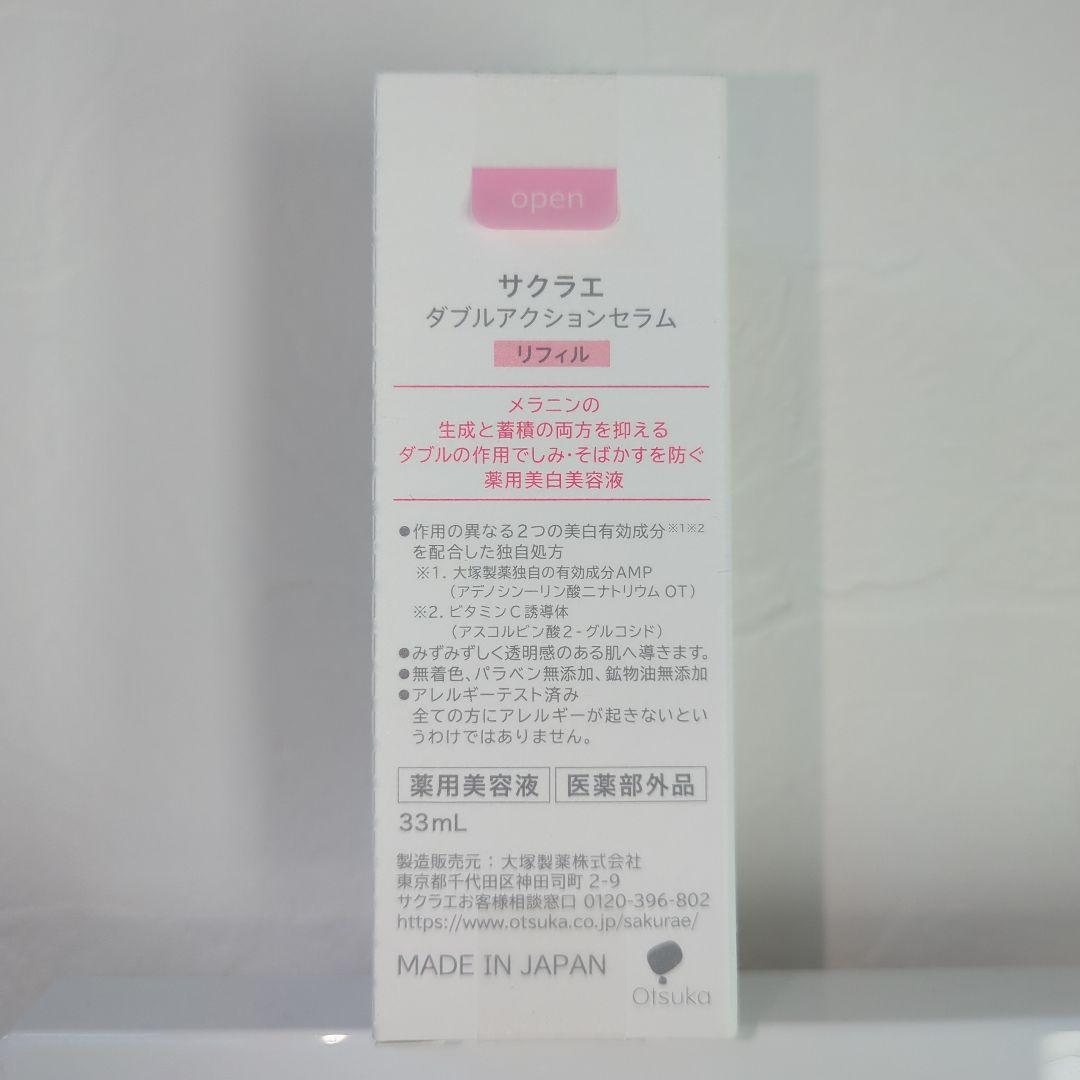 open
サクラエ
ダブルアクションセラム
リフィル
メラニンの
生成と蓄積の両方を抑える
ダブルの作用でしみ・そばかすを防ぐ
薬用美白美容液
●作用の異なる2つの美白有効成分※1※2
を配合した独自処方
※1. 大塚製薬独自の有効成分AMP
（アデノシン一リン酸二ナトリウム OT）
※2. ビタミンC誘導体
（アスコルビン酸2-グルコシド）
●みずみずしく透明感のある肌へ導きます。
●無着色、パラベン無添加、鉱物油無添加
●アレルギーテスト済み
全ての方にアレルギーが起きないとい
うわけではありません。
薬用美容液 医薬部外品
33mL
製造販売元：大塚製薬株式会社
東京都千代田区神田司町 2-9
サクラエお客様相談窓口 0120-396-802
https://www.otsuka.co.jp/sakurae/
MADE IN JAPAN
Otsuka